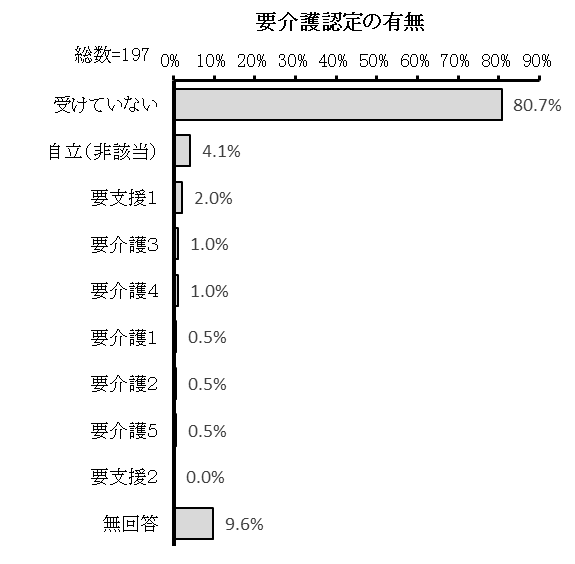 要介護認定の有無
総数=197 0% 10% 20% 30% 40% 50% 60% 70% 80% 90%
受けていない 80.7%
自立(非該当) 4.1%
要支援1 2.0%
要介護3 1.0%
要介護4 1.0%
要介護1 0.5%
要介護2 0.5%
要介護5 0.5%
要支援2 0.0%
無回答 9.6%